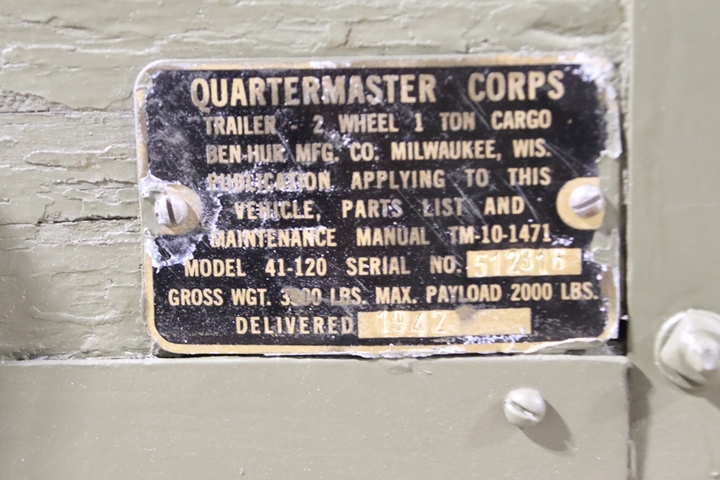 QUARTERMASTER CORPS
TRAILER - 2 WHEEL 1 TON CARGO
BEN-HUR MFG. CO. MILWAUKEE, WIS.
PUBLICATION APPLYING TO THIS
VEHICLE, PARTS LIST AND
MAINTENANCE MANUAL TM-10-1471
MODEL 41-120 SERIAL NO. 512316
GROSS WGT. LBS. MAX. PAYLOAD 2000 LBS.
DELIVERED 1942